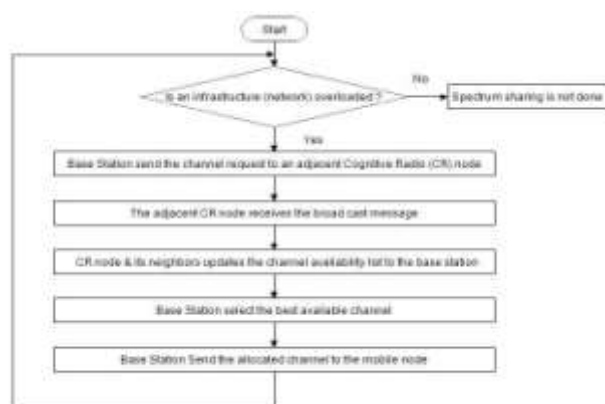 Start
Is an infrastructure (network) overloaded ?
No
Spectrum sharing is not done
Yes
Base Station send the channel request to an adjacent Cognitive Radio (CR) node
The adjacent CR node receives the broad cast message
CR node & its neighbors updates the channel availability list to the base station
Base Station select the best available channel
Base Station Send the allocated channel to the mobile node